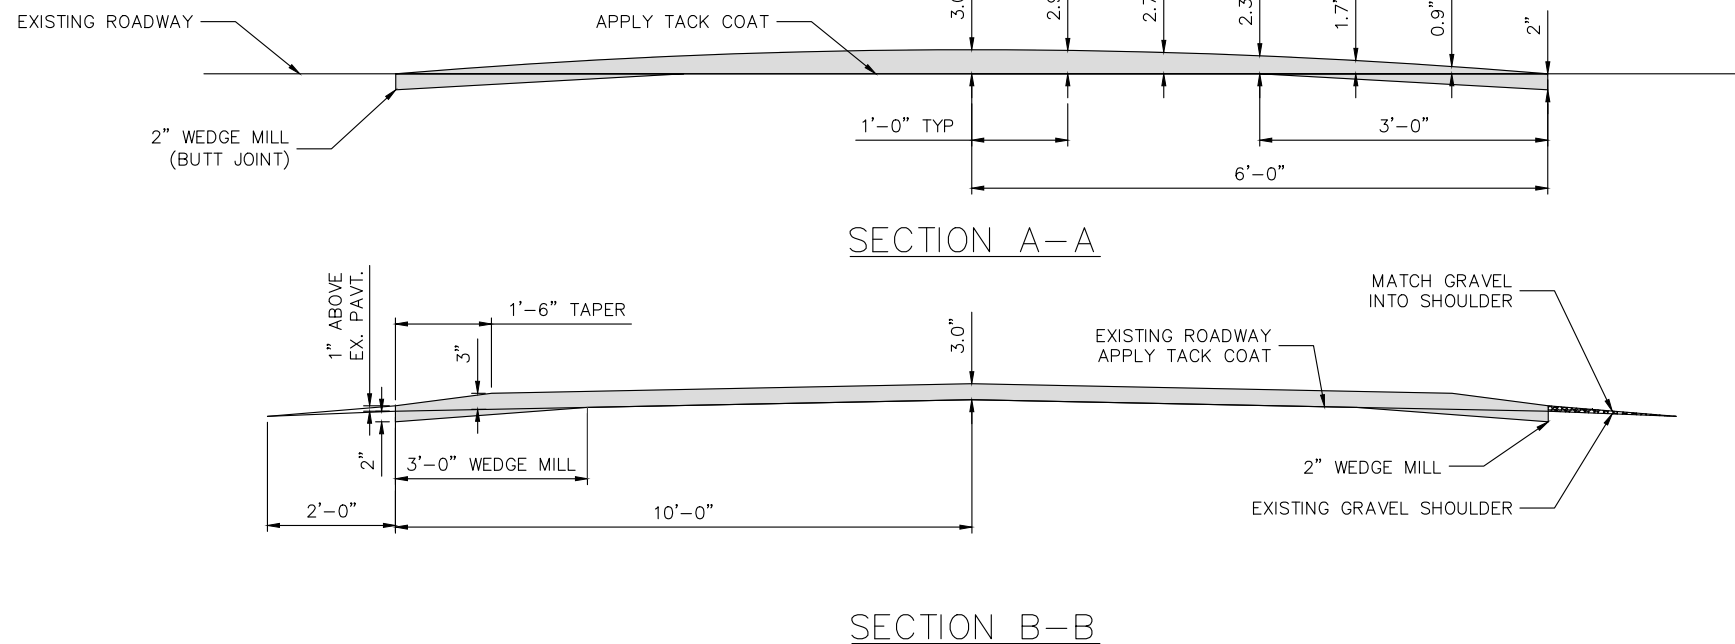 EXISTING ROADWAY
APPLY TACK COAT
3.0
2.9
2.7
2.3
1.7"
0.9"
2"
2" WEDGE MILL
(BUTT JOINT)
1'-0" TYP
3'-0"
6'-0"
SECTION A-A
1" ABOVE
EX. PAVT.
1'-6" TAPER
3"
3.0"
EXISTING ROADWAY
APPLY TACK COAT
MATCH GRAVEL
INTO SHOULDER
2"
3'-0" WEDGE MILL
2" WEDGE MILL
2'-0"
10'-0"
EXISTING GRAVEL SHOULDER
SECTION B-B